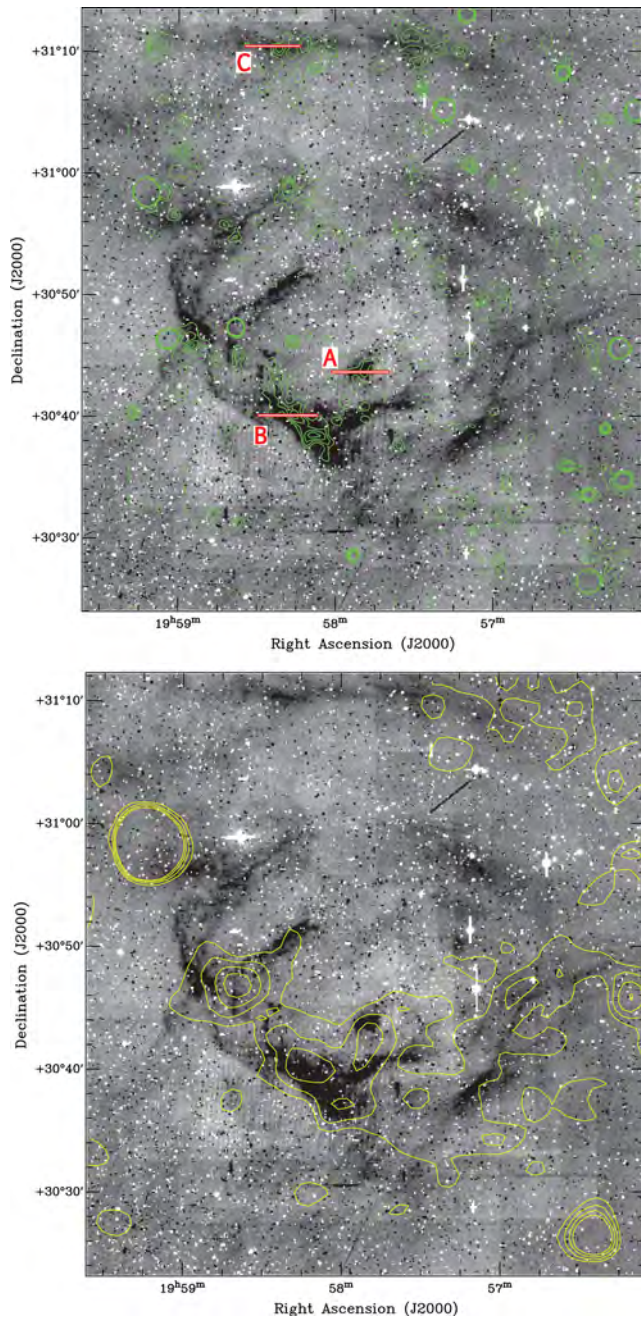 +31°10'
C
+31°00'
+30°50'
A
+30°40'
B
+30°30'
Declination (J2000)
19ʰ59ᵐ 58ᵐ 57ᵐ
Right Ascension (J2000)
+31°10'
+31°00'
+30°50'
+30°40'
+30°30'
Declination (J2000)
19ʰ59ᵐ 58ᵐ 57ᵐ
Right Ascension (J2000)